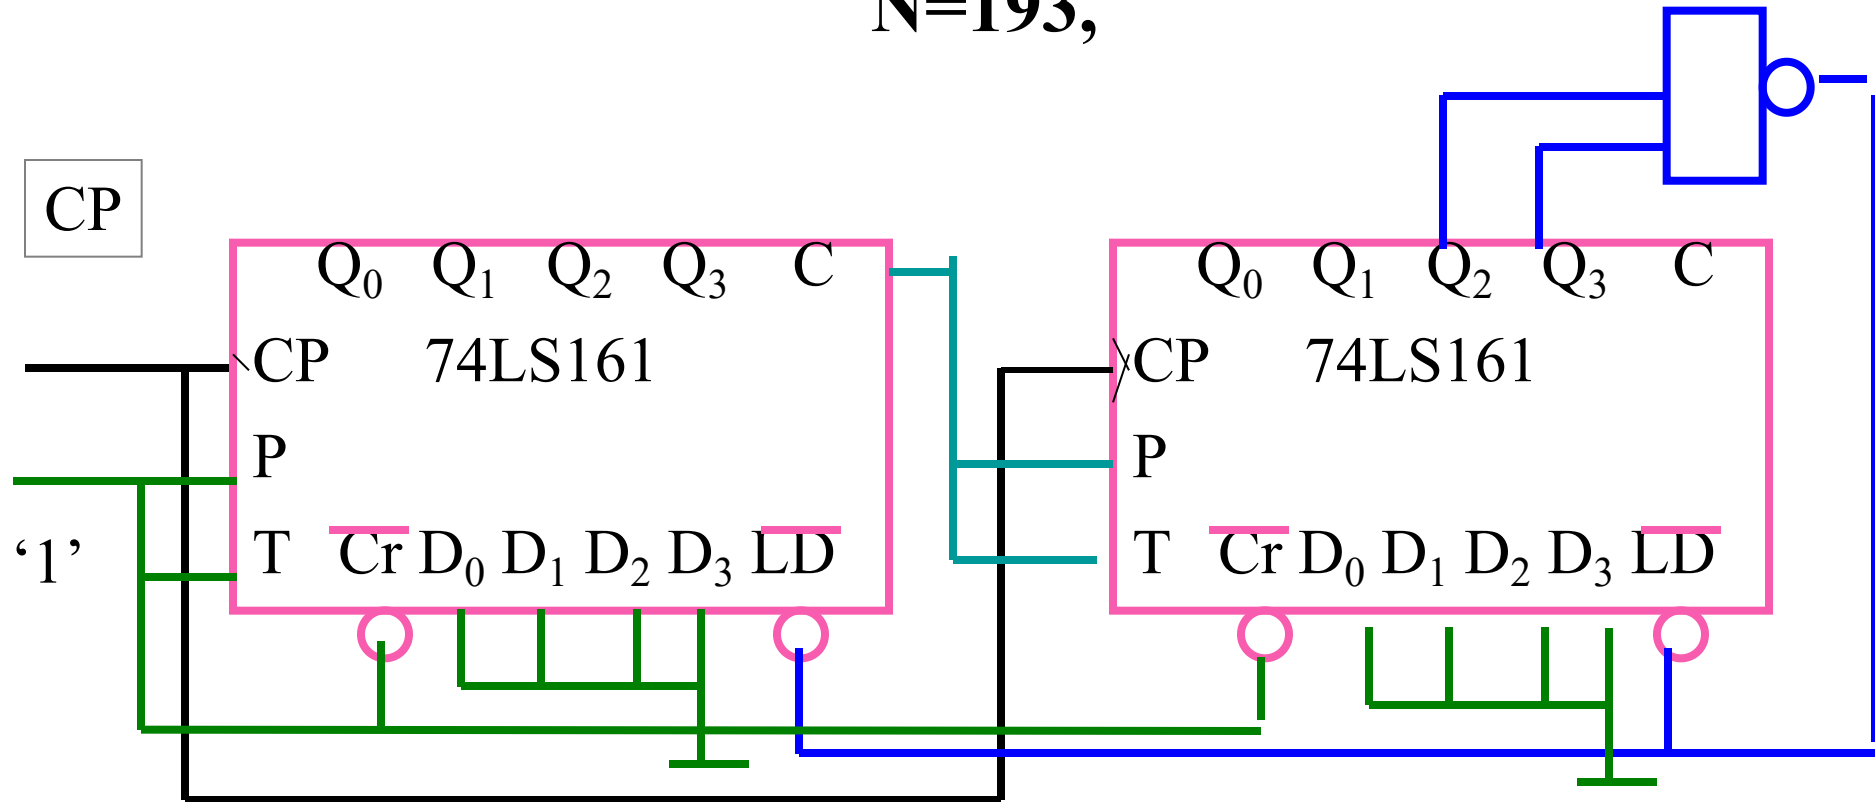 N=193,
CP
Q0 Q1 Q2 Q3 C
Q0 Q1 Q2 Q3 C
CP 74LS161
CP 74LS161
P
P
T Cr D0 D1 D2 D3 LD
T Cr D0 D1 D2 D3 LD
‘1’